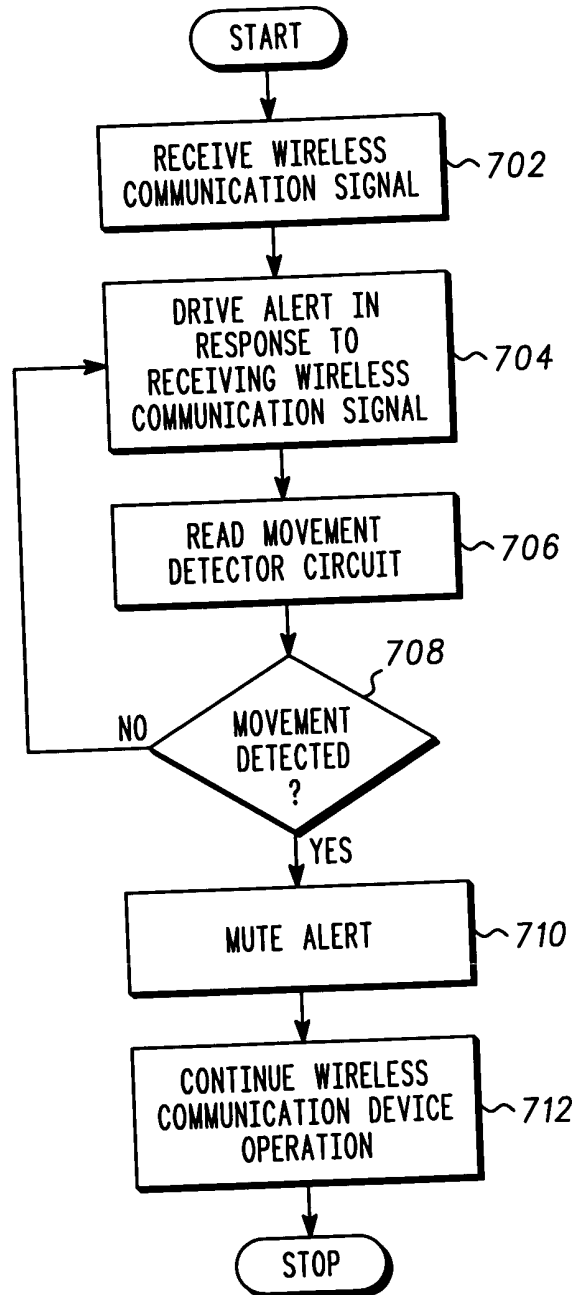 START
RECEIVE WIRELESS
COMMUNICATION SIGNAL
702
DRIVE ALERT IN
RESPONSE TO
RECEIVING WIRELESS
COMMUNICATION SIGNAL
704
READ MOVEMENT
DETECTOR CIRCUIT
706
708
MOVEMENT
DETECTED
?
NO
YES
MUTE ALERT
710
CONTINUE WIRELESS
COMMUNICATION DEVICE
OPERATION
712
STOP